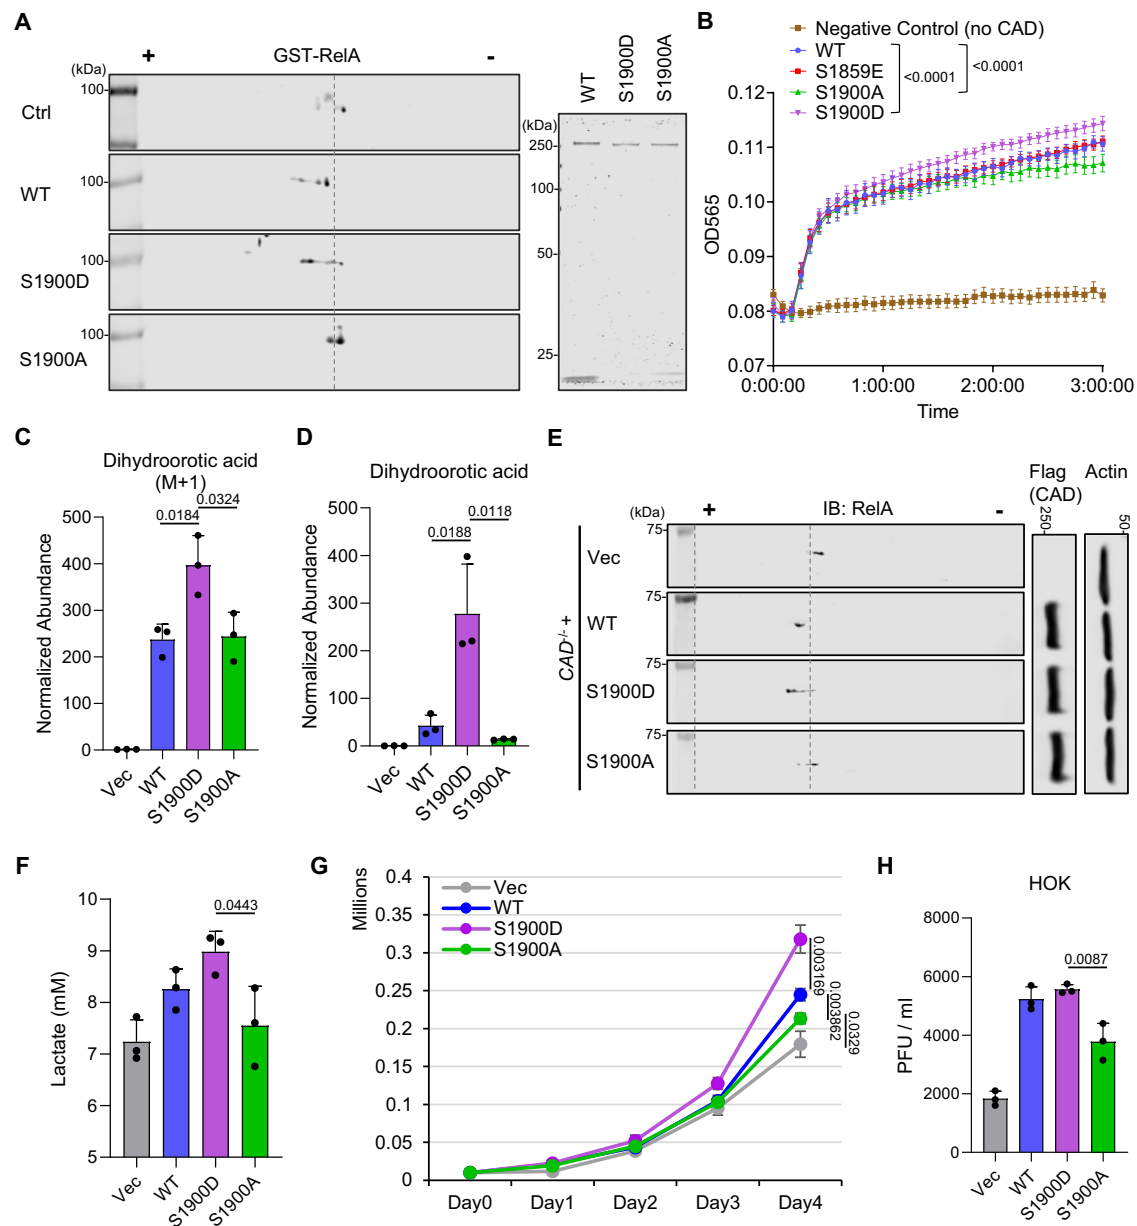 A
+ GST-RelA -
(kDa)
Ctrl
100
WT
100
S1900D
100
S1900A
100
WT
S1900D
S1900A
(kDa)
250
100
50
25
B
Negative Control (no CAD)
WT
S1859E
S1900A
S1900D
<0.0001
<0.0001
OD565
0.12
0.11
0.10
0.09
0.08
0.07
0:00:00 1:00:00 2:00:00 3:00:00
Time
C
Dihydroorotic acid
(M+1)
0.0324
0.0184
Normalized Abundance
500
400
300
200
100
0
Vec
WT
S1900D
S1900A
D
Dihydroorotic acid
0.0118
0.0188
Normalized Abundance
500
400
300
200
100
0
Vec
WT
S1900D
S1900A
E
(kDa) + IB: RelA -
Flag
(CAD)
Actin
250
50
CAD-/- +
Vec
75
WT
75
S1900D
75
S1900A
75
F
0.0443
Lactate (mM)
10
9
8
7
6
5
Vec
WT
S1900D
S1900A
G
Millions
Vec
WT
S1900D
S1900A
0.4
0.35
0.3
0.25
0.2
0.15
0.1
0.05
0
0.003169
0.003862
0.0329
Day0 Day1 Day2 Day3 Day4
H
HOK
0.0087
PFU / ml
8000
6000
4000
2000
0
Vec
WT
S1900D
S1900A